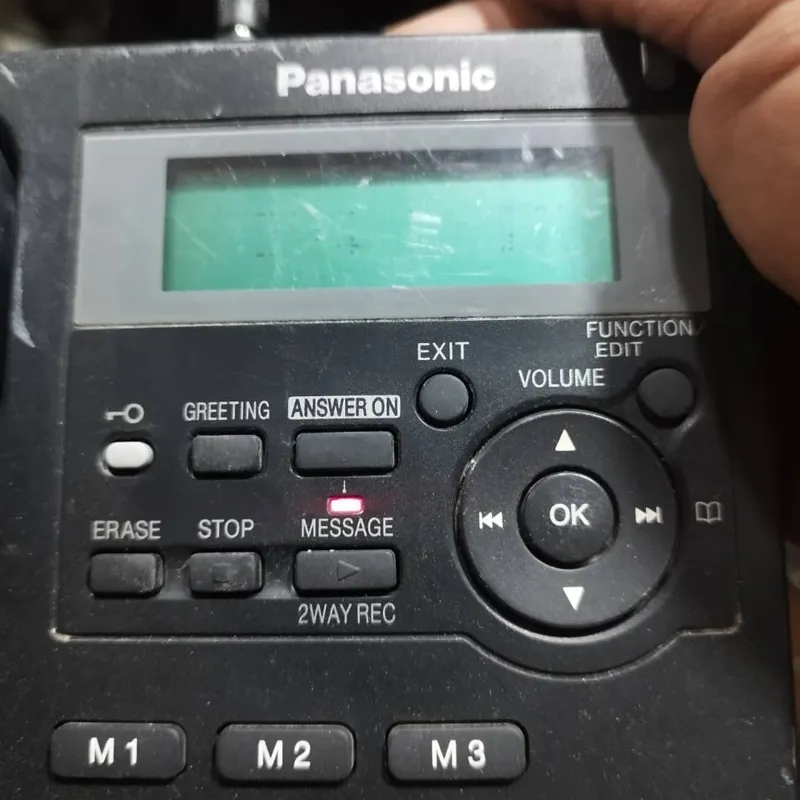 Panasonic
EXIT
FUNCTION/
EDIT
VOLUME
GREETING
ANSWER ON
OK
ERASE
STOP
MESSAGE
2WAY REC
M1
M2
M3